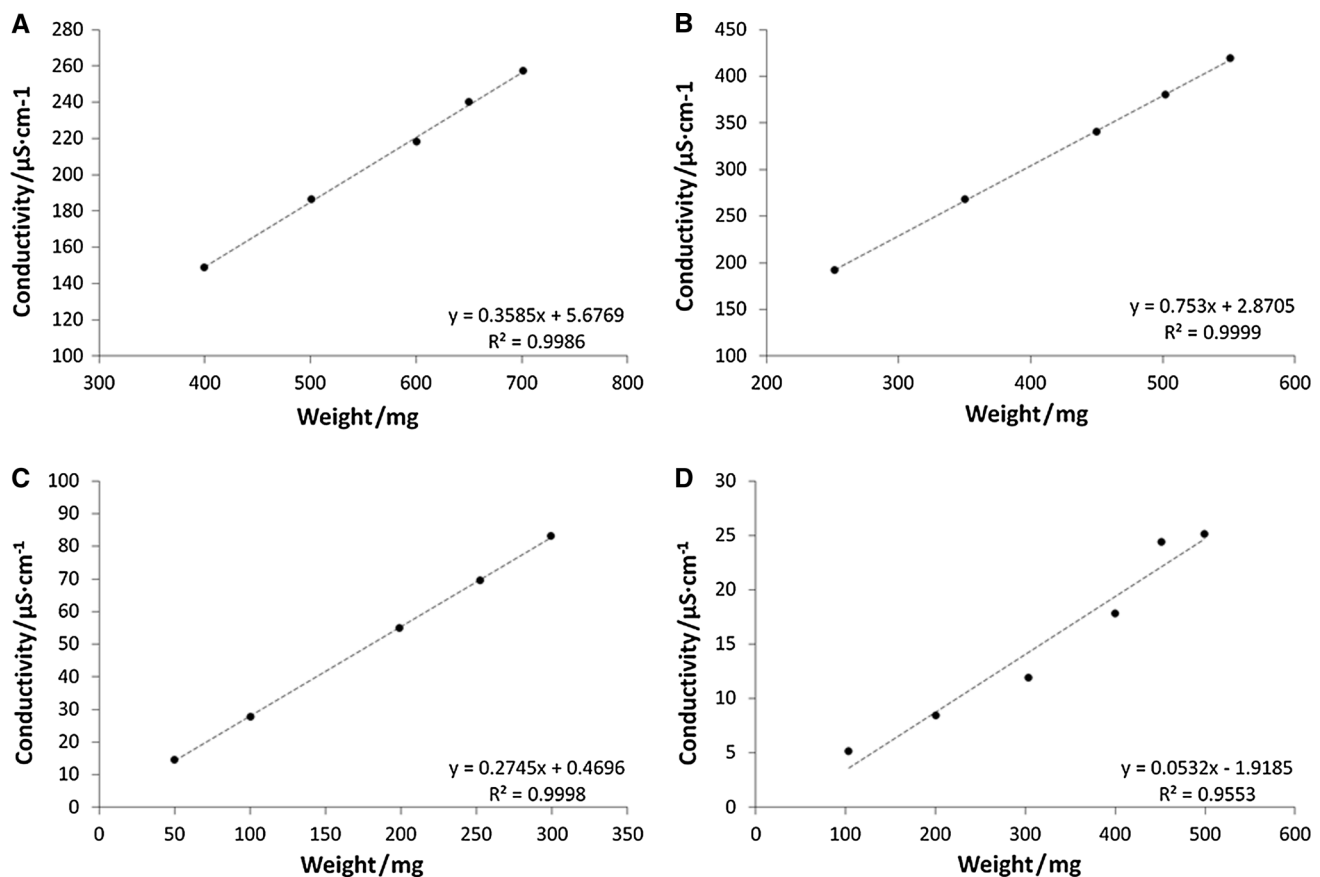 A
280
260
240
220
200
180
160
140
120
100
Conductivity/µS·cm-1
y = 0.3585x + 5.6769
R² = 0.9986
300 400 500 600 700 800
Weight/mg
B
450
400
350
300
250
200
150
100
Conductivity/µS·cm-1
y = 0.753x + 2.8705
R² = 0.9999
200 300 400 500 600
Weight/mg
C
100
90
80
70
60
50
40
30
20
10
0
Conductivity/µS·cm⁻¹
y = 0.2745x + 0.4696
R² = 0.9998
0 50 100 150 200 250 300 350
Weight/mg
D
30
25
20
15
10
5
0
Conductivity/µS·cm⁻¹
y = 0.0532x - 1.9185
R² = 0.9553
0 100 200 300 400 500 600
Weight/mg